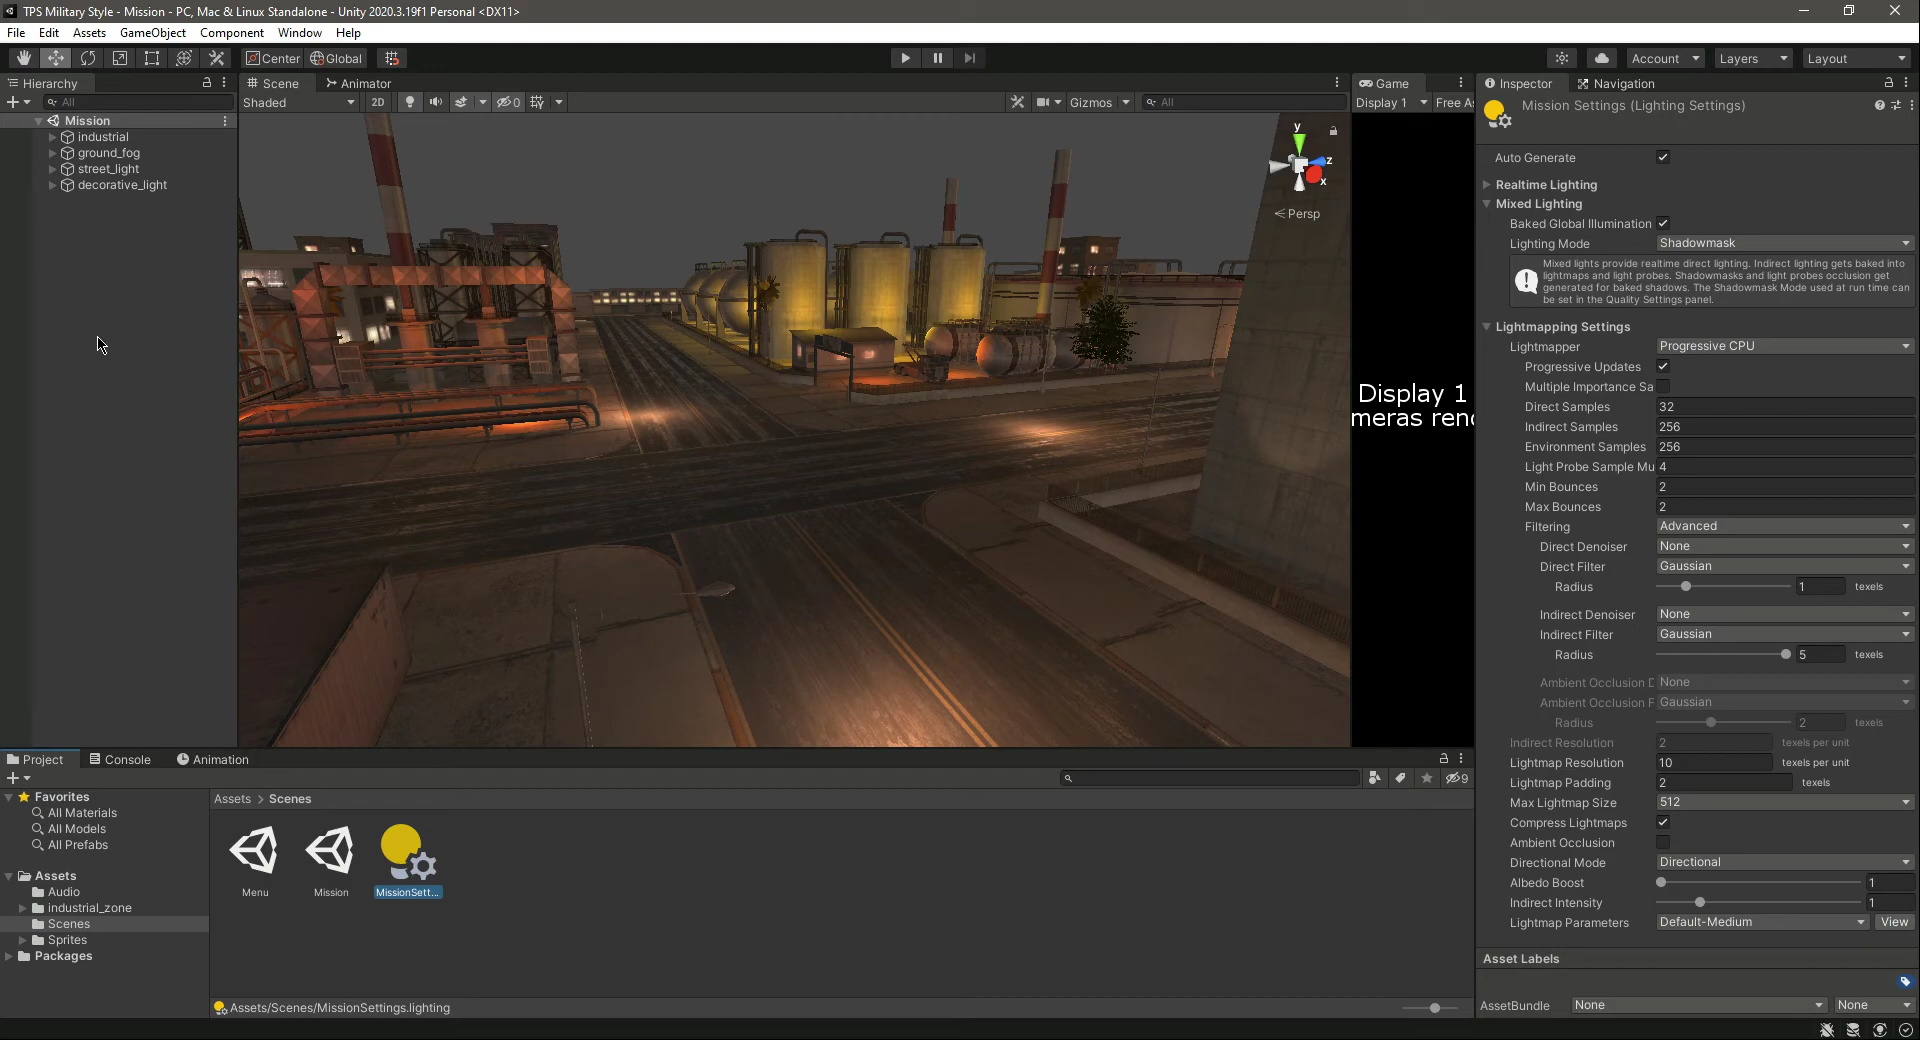 TPS Military Style - Mission - PC, Mac & Linux Standalone - Unity 2020.3.19f1 Personal <DX11>
File Edit Assets GameObject Component Window Help
Center Global Account Layers Layout
Hierarchy Scene Animator Game Inspector Navigation
All Shaded 2D 0 Gizmos All Display 1 Free As
Mission
industrial
ground_fog
street_light
decorative_light
y
z
x
Persp
Display 1
meras ren
Mission Settings (Lighting Settings)
Auto Generate
Realtime Lighting
Mixed Lighting
Baked Global Illumination
Lighting Mode Shadowmask
Mixed lights provide realtime direct lighting. Indirect lighting gets baked into
lightmaps and light probes. Shadowmasks and light probes occlusion get
generated for baked shadows. The Shadowmask Mode used at run time can
be set in the Quality Settings panel.
Lightmapping Settings
Lightmapper Progressive CPU
Progressive Updates
Multiple Importance Sa
Direct Samples 32
Indirect Samples 256
Environment Samples 256
Light Probe Sample Mu 4
Min Bounces 2
Max Bounces 2
Filtering Advanced
Direct Denoiser None
Direct Filter Gaussian
Radius 1 texels
Indirect Denoiser None
Indirect Filter Gaussian
Radius 5 texels
Ambient Occlusion D None
Ambient Occlusion F Gaussian
Radius 2 texels
Indirect Resolution 2 texels per unit
Lightmap Resolution 10 texels per unit
Lightmap Padding 2 texels
Max Lightmap Size 512
Compress Lightmaps
Ambient Occlusion
Directional Mode Directional
Albedo Boost 1
Indirect Intensity 1
Lightmap Parameters Default-Medium View
Asset Labels
AssetBundle None None
Project Console Animation
9
Favorites
All Materials
All Models
All Prefabs
Assets
Audio
industrial_zone
Scenes
Sprites
Packages
Assets > Scenes
Menu Mission MissionSett...
Assets/Scenes/MissionSettings.lighting